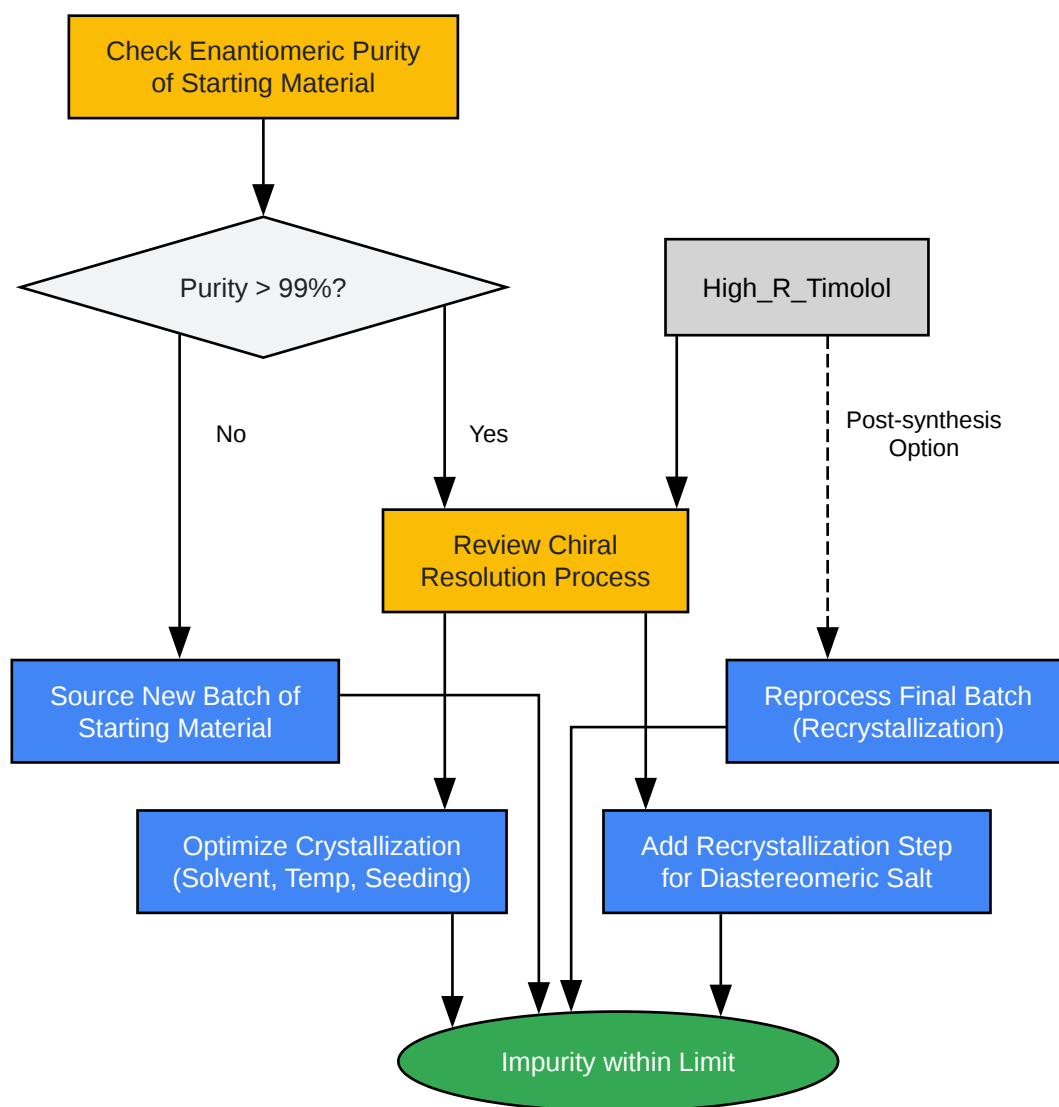 Check Enantiomeric Purity
of Starting Material
Purity > 99%?
High_R_Timolol
No
Yes
Post-synthesis
Option
Review Chiral
Resolution Process
Source New Batch of
Starting Material
Reprocess Final Batch
(Recrystallization)
Optimize Crystallization
(Solvent, Temp, Seeding)
Add Recrystallization Step
for Diastereomeric Salt
Impurity within Limit